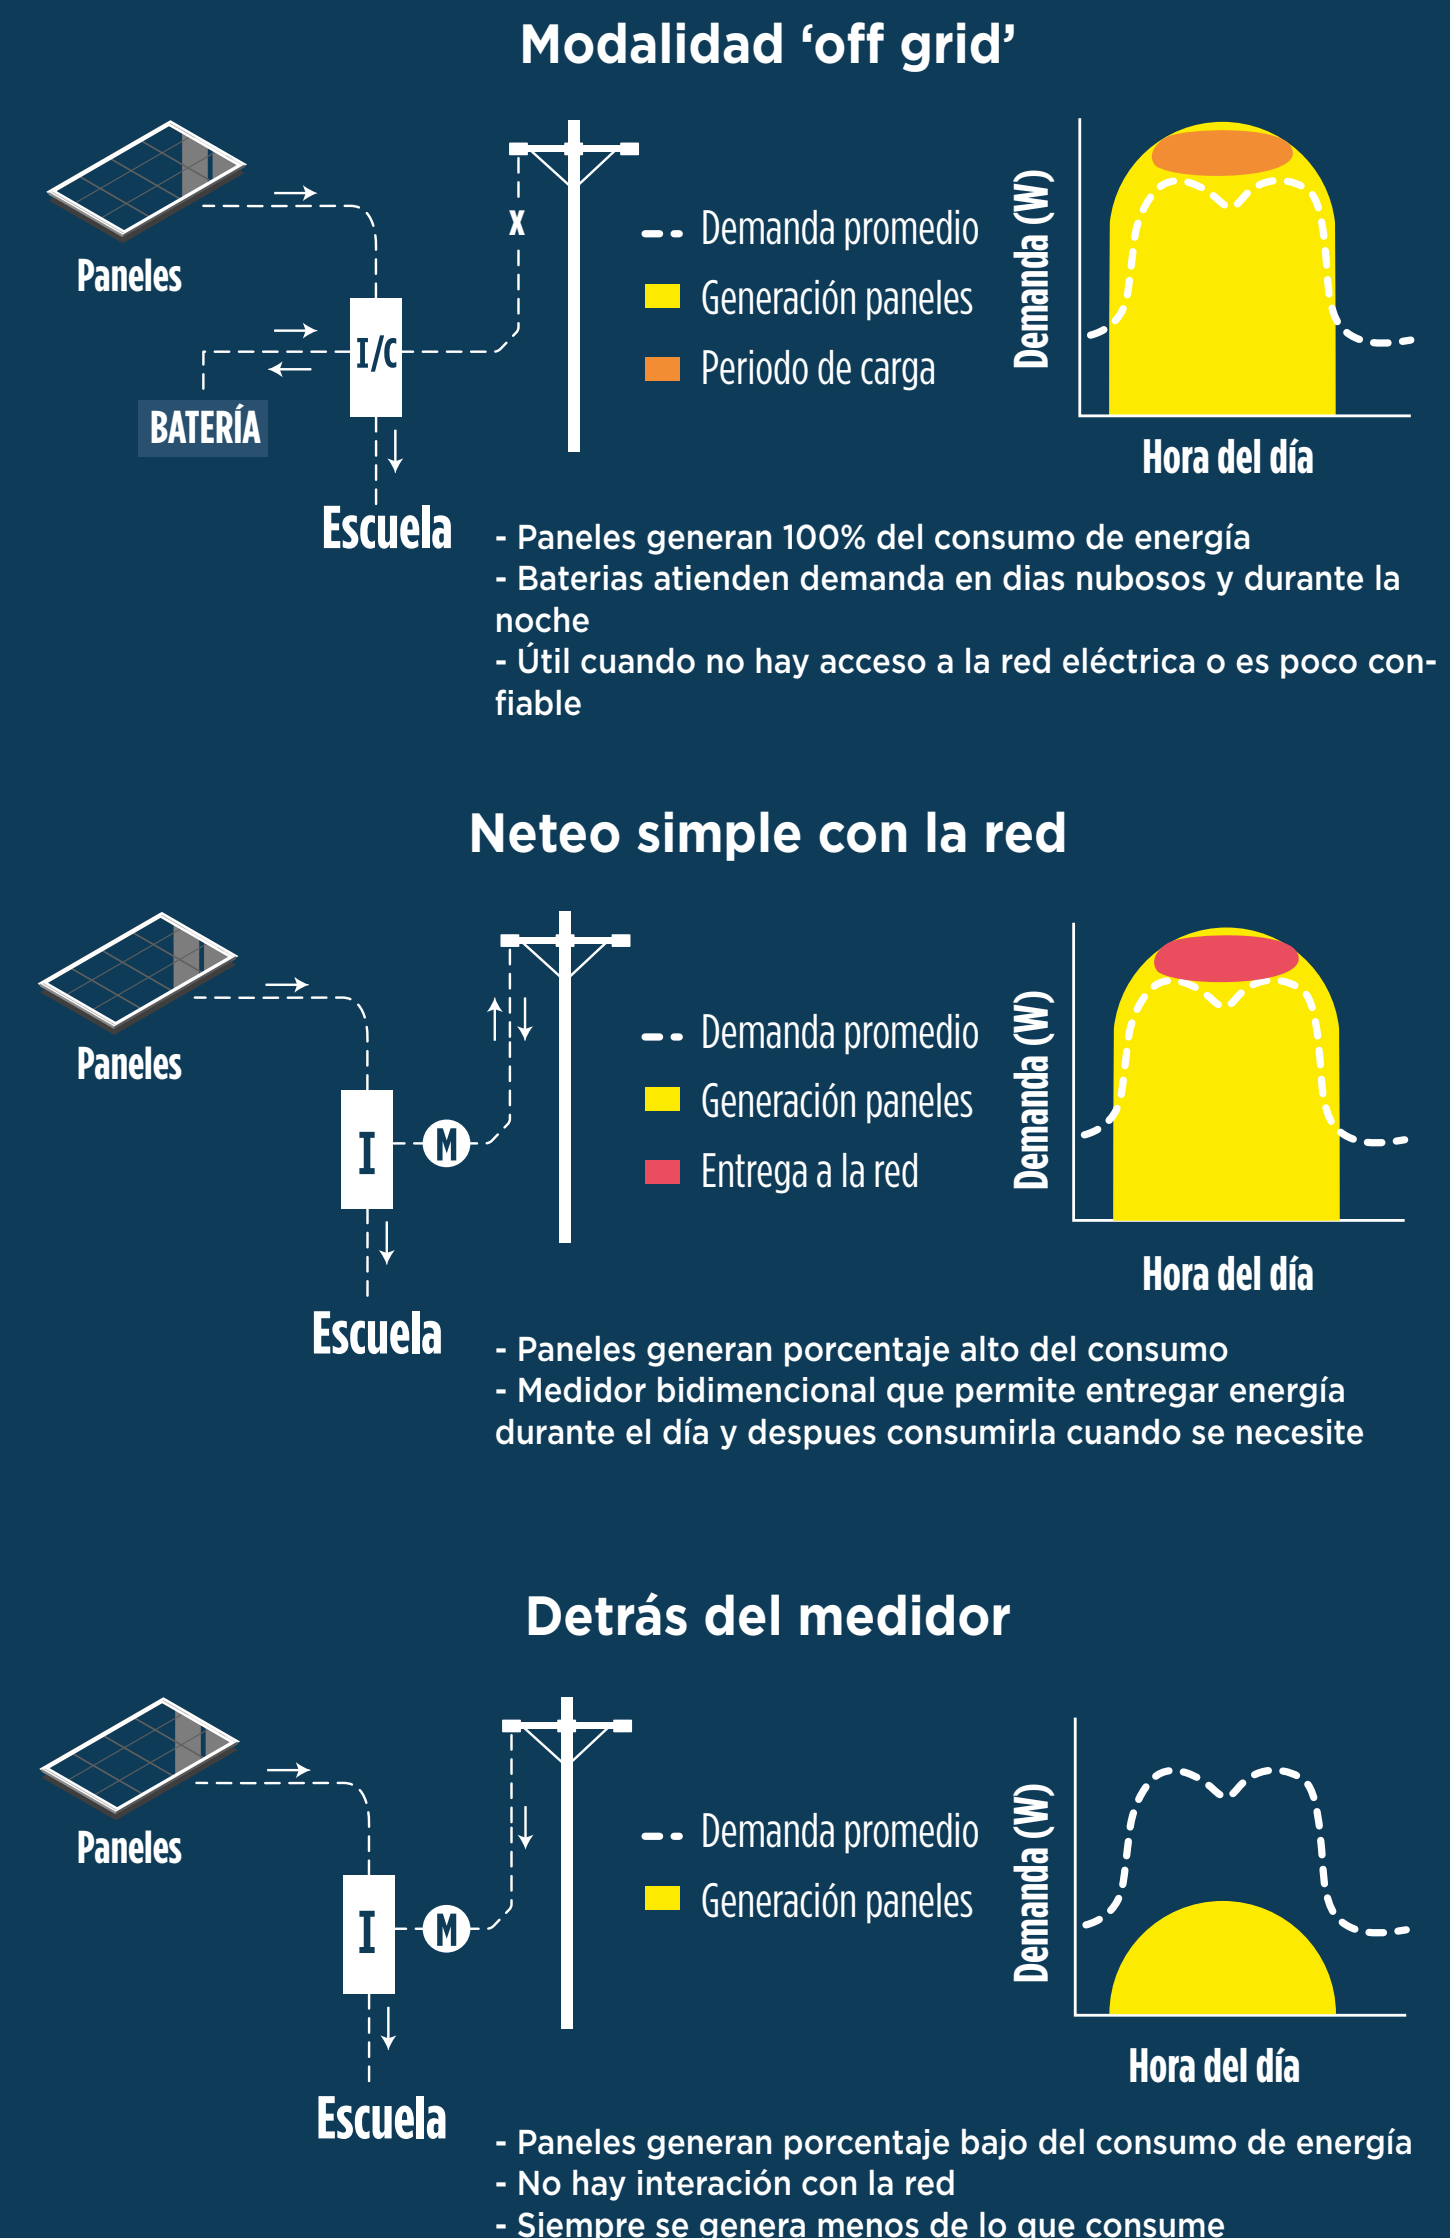 Modalidad ‘off grid’
Paneles
X
I/C
BATERÍA
Escuela
Demanda promedio
Generación paneles
Periodo de carga
Demanda (W)
Hora del día
- Paneles generan 100% del consumo de energía
- Baterias atienden demanda en dias nubosos y durante la
noche
- Útil cuando no hay acceso a la red eléctrica o es poco con-
fiable
Neteo simple con la red
Paneles
I
M
Escuela
Demanda promedio
Generación paneles
Entrega a la red
Demanda (W)
Hora del día
- Paneles generan porcentaje alto del consumo
- Medidor bidimencional que permite entregar energía
durante el día y despues consumirla cuando se necesite
Detrás del medidor
Paneles
I
M
Escuela
Demanda promedio
Generación paneles
Demanda (W)
Hora del día
- Paneles generan porcentaje bajo del consumo de energía
- No hay interación con la red
- Siempre se genera menos de lo que consume